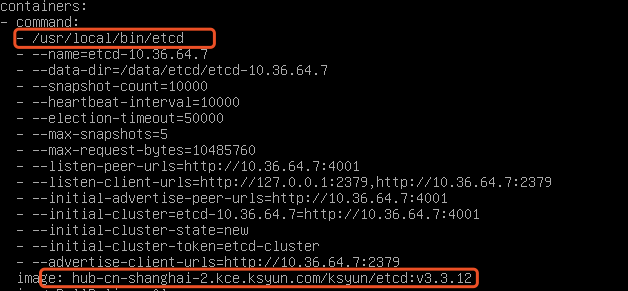 containers:
- command:
- /usr/local/bin/etcd
- --name=etcd-10.36.64.7
- --data-dir=/data/etcd/etcd-10.36.64.7
- --snapshot-count=10000
- --heartbeat-interval=10000
- --election-timeout=50000
- --max-snapshots=5
- --max-request-bytes=10485760
- --listen-peer-urls=http://10.36.64.7:4001
- --listen-client-urls=http://127.0.0.1:2379,http://10.36.64.7:2379
- --initial-advertise-peer-urls=http://10.36.64.7:4001
- --initial-cluster=etcd-10.36.64.7=http://10.36.64.7:4001
- --initial-cluster-state=new
- --initial-cluster-token=etcd-cluster
- --advertise-client-urls=http://10.36.64.7:2379
image: hub-cn-shanghai-2.kce.ksyun.com/ksyun/etcd:v3.3.12